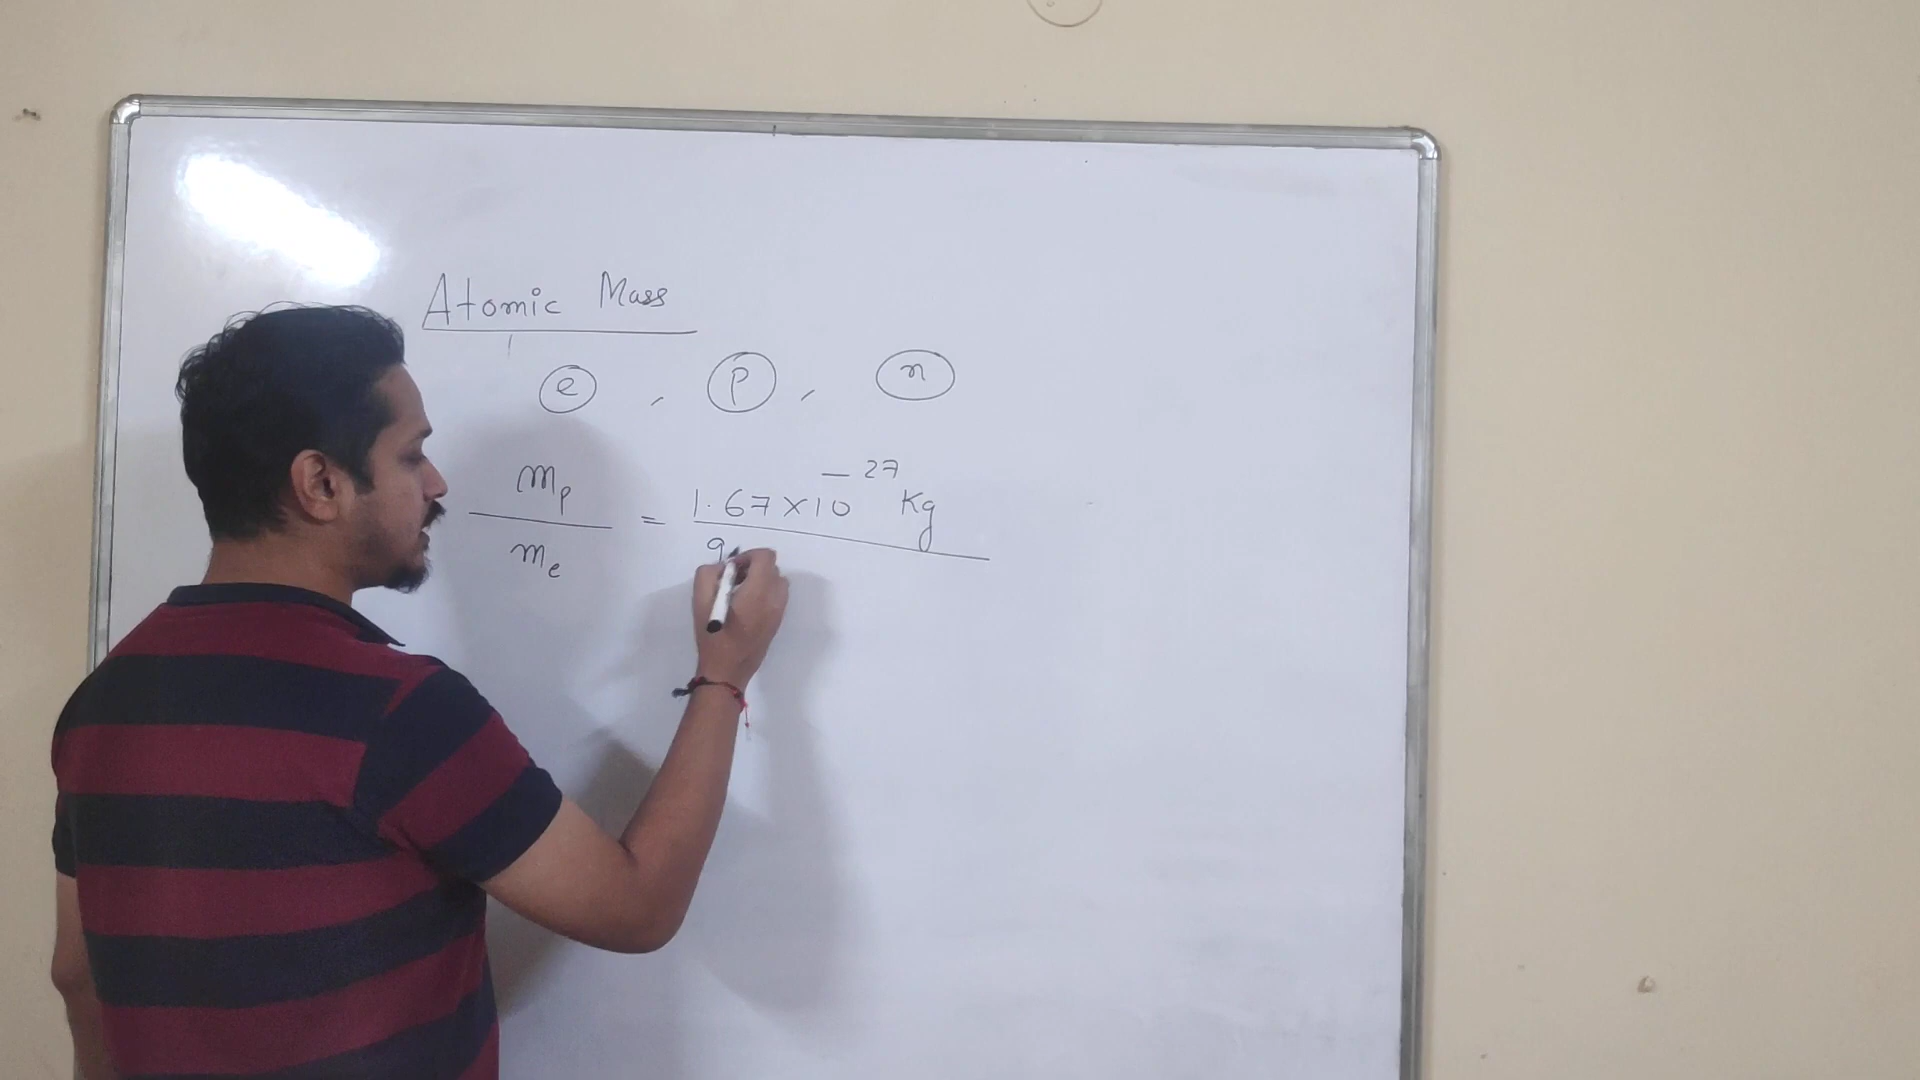 Atomic Mass
e , p , n
mp / me = 1.67 × 10^-27 Kg / 9